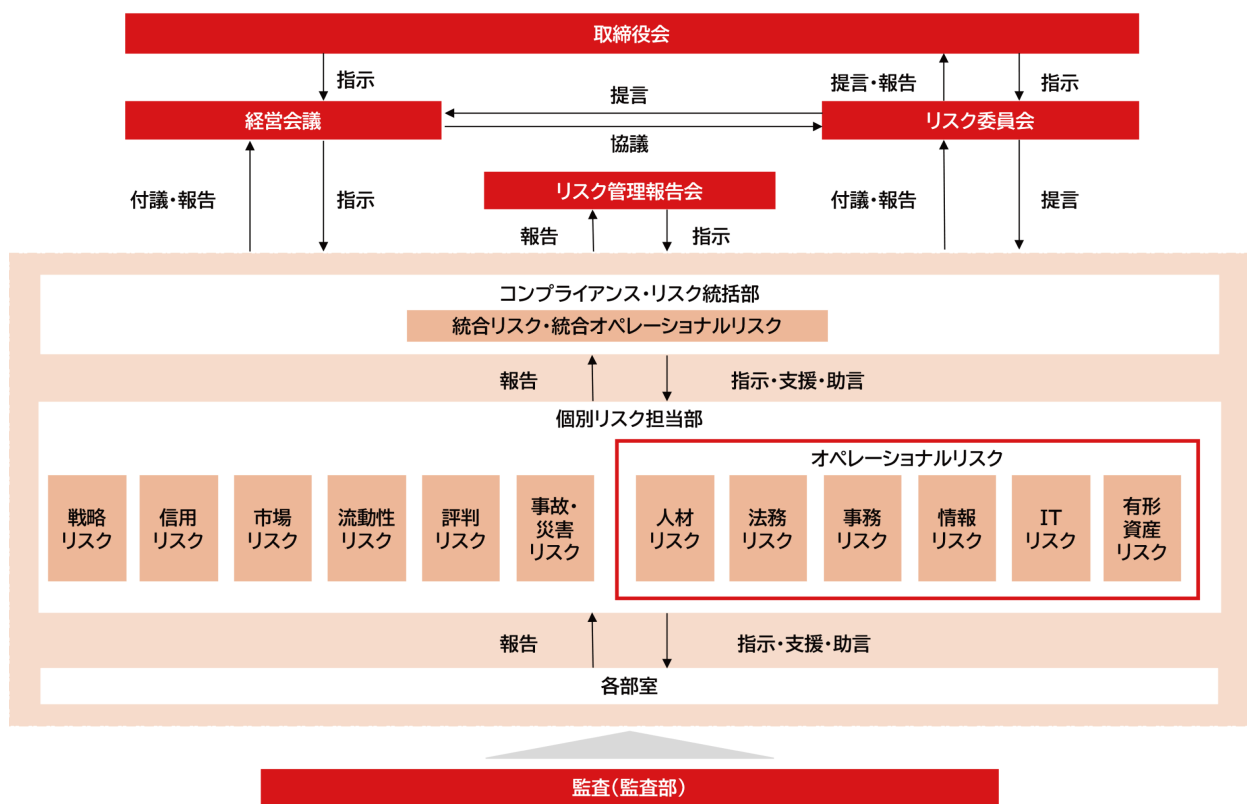 取締役会
指示
提言・報告
指示
経営会議
提言
協議
リスク委員会
付議・報告
指示
リスク管理報告会
報告
指示
付議・報告
提言
コンプライアンス・リスク統括部
統合リスク・統合オペレーショナルリスク
報告
指示・支援・助言
個別リスク担当部
オペレーショナルリスク
戦略
リスク
信用
リスク
市場
リスク
流動性
リスク
評判
リスク
事故・
災害
リスク
人材
リスク
法務
リスク
事務
リスク
情報
リスク
IT
リスク
有形
資産
リスク
報告
指示・支援・助言
各部室
監査(監査部)